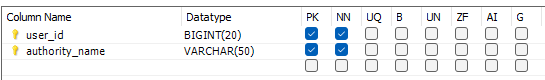 Column Name Datatype PK NN UQ B UN ZF AI G
user_id BIGINT(20)
authority_name VARCHAR(50)